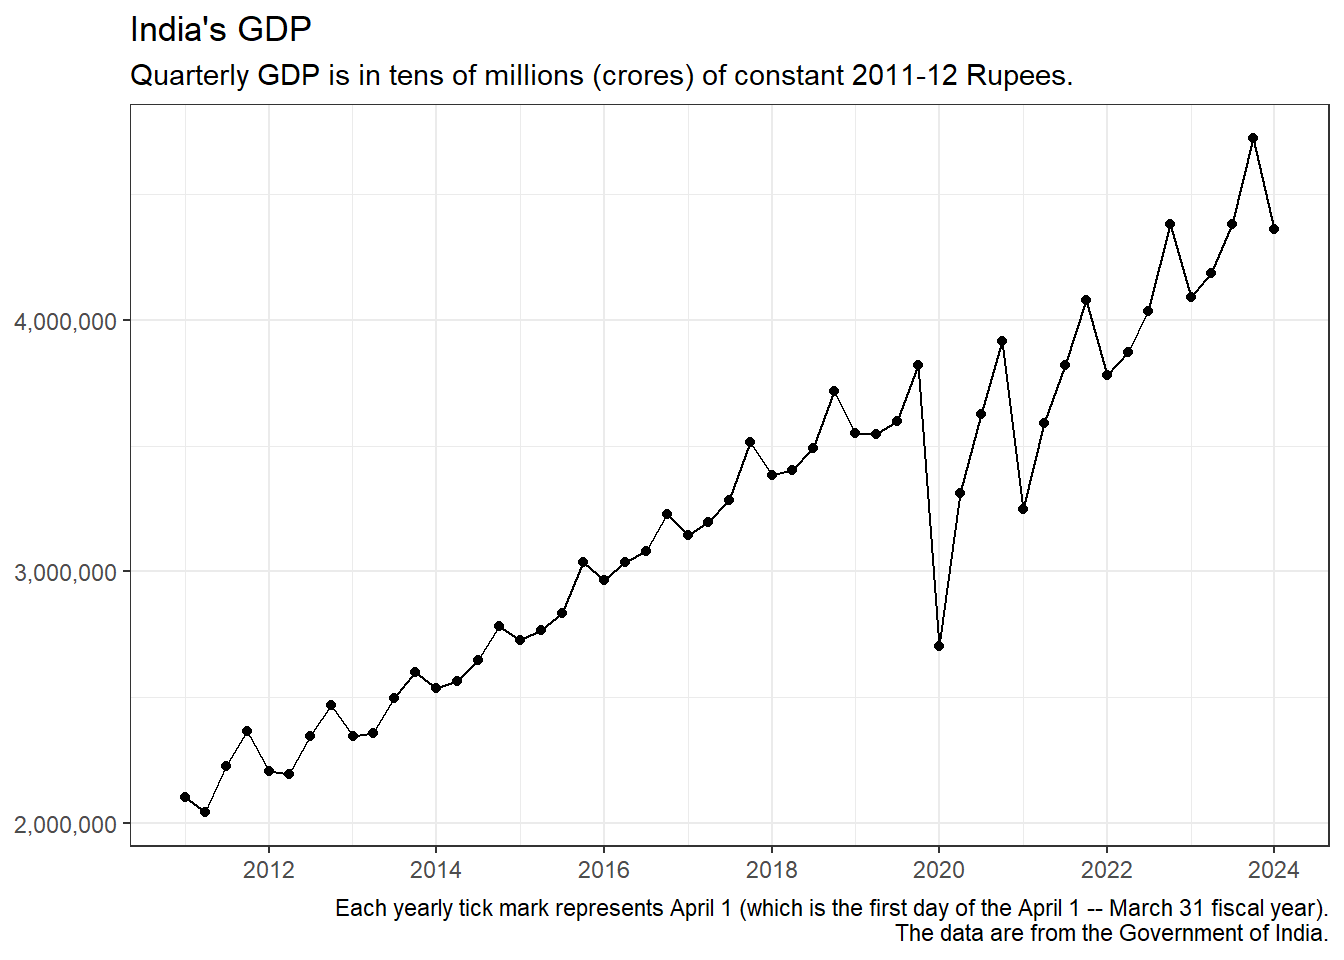 India's GDP
Quarterly GDP is in tens of millions (crores) of constant 2011-12 Rupees.
4,000,000
3,000,000
2,000,000
2012 2014 2016 2018 2020 2022 2024
Each yearly tick mark represents April 1 (which is the first day of the April 1 -- March 31 fiscal year).
The data are from the Government of India.